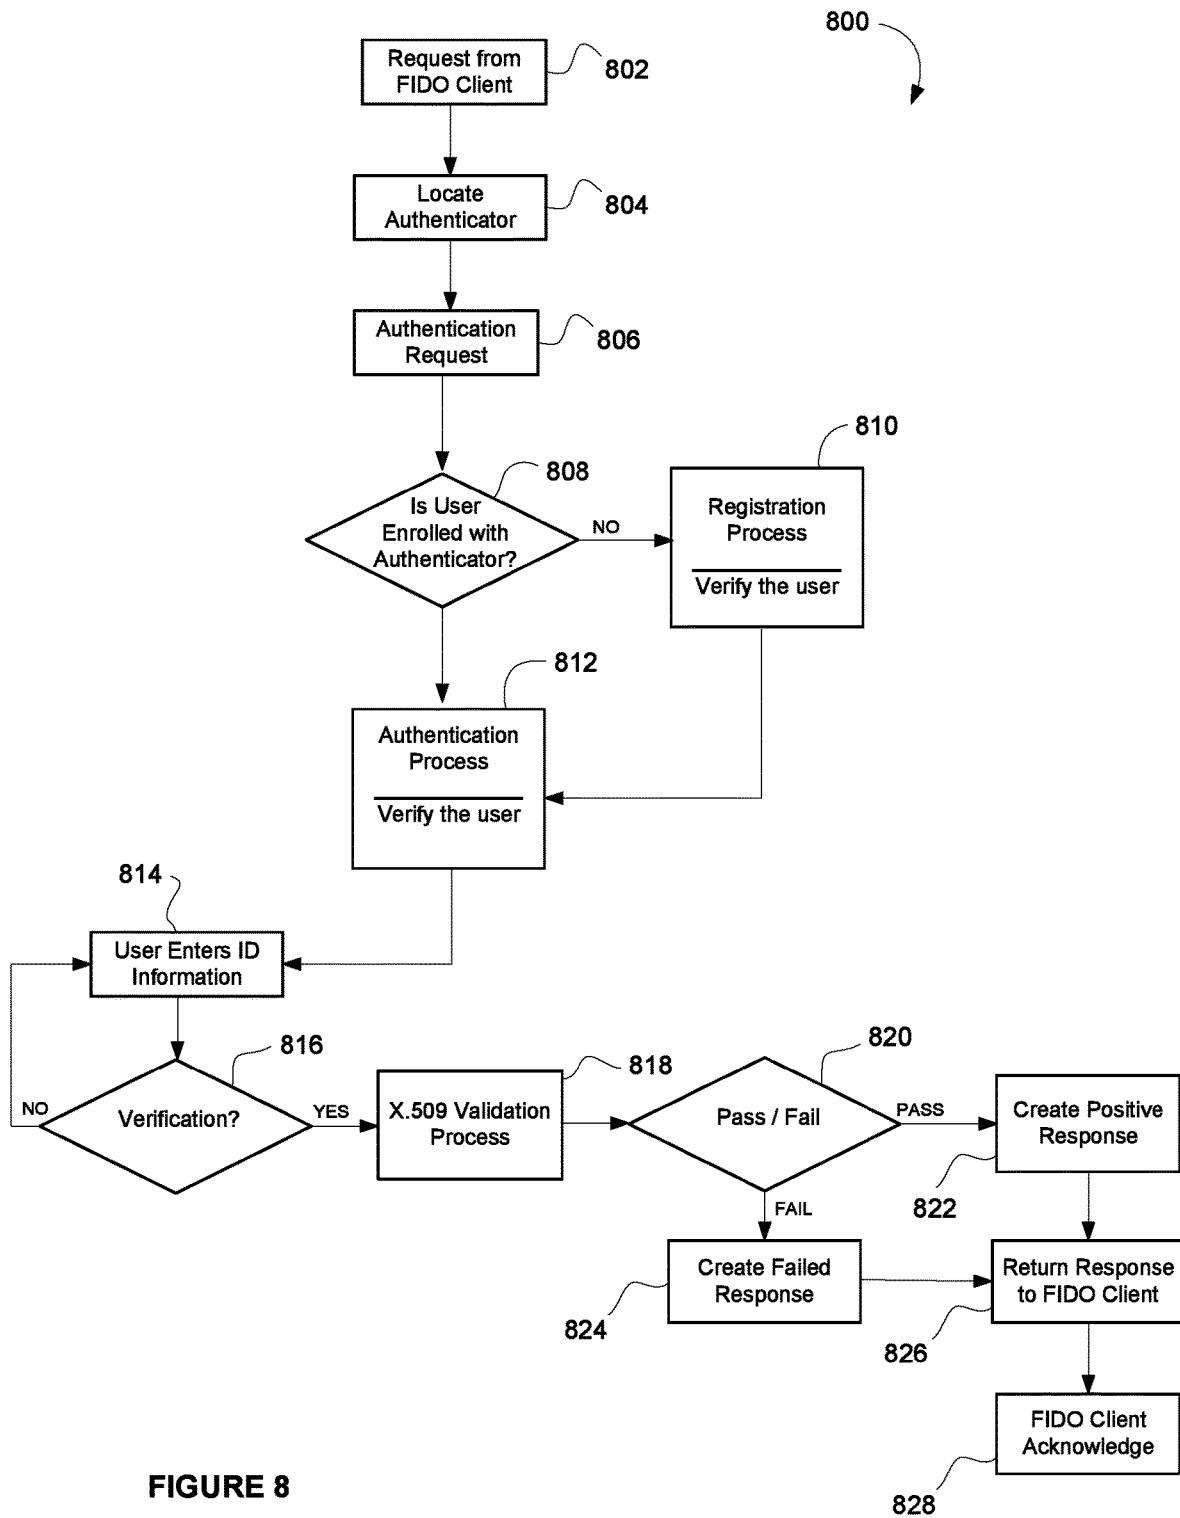 800
Request from
FIDO Client
802
Locate
Authenticator
804
Authentication
Request
806
810
808
Is User
Enrolled with
Authenticator?
NO
Registration
Process
Verify the user
812
Authentication
Process
Verify the user
814
User Enters ID
Information
816
NO
Verification?
YES
818
X.509 Validation
Process
820
Pass / Fail
PASS
Create Positive
Response
822
FAIL
Create Failed
Response
824
Return Response
to FIDO Client
826
FIDO Client
Acknowledge
828
FIGURE 8